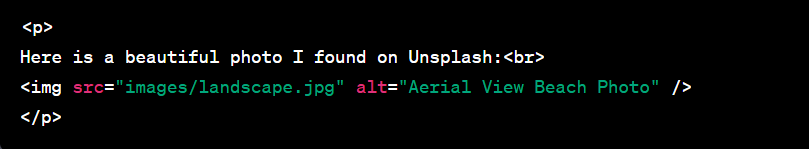 <p>
Here is a beautiful photo I found on Unsplash:<br>
<img src="images/landscape.jpg" alt="Aerial View Beach Photo" />
</p>